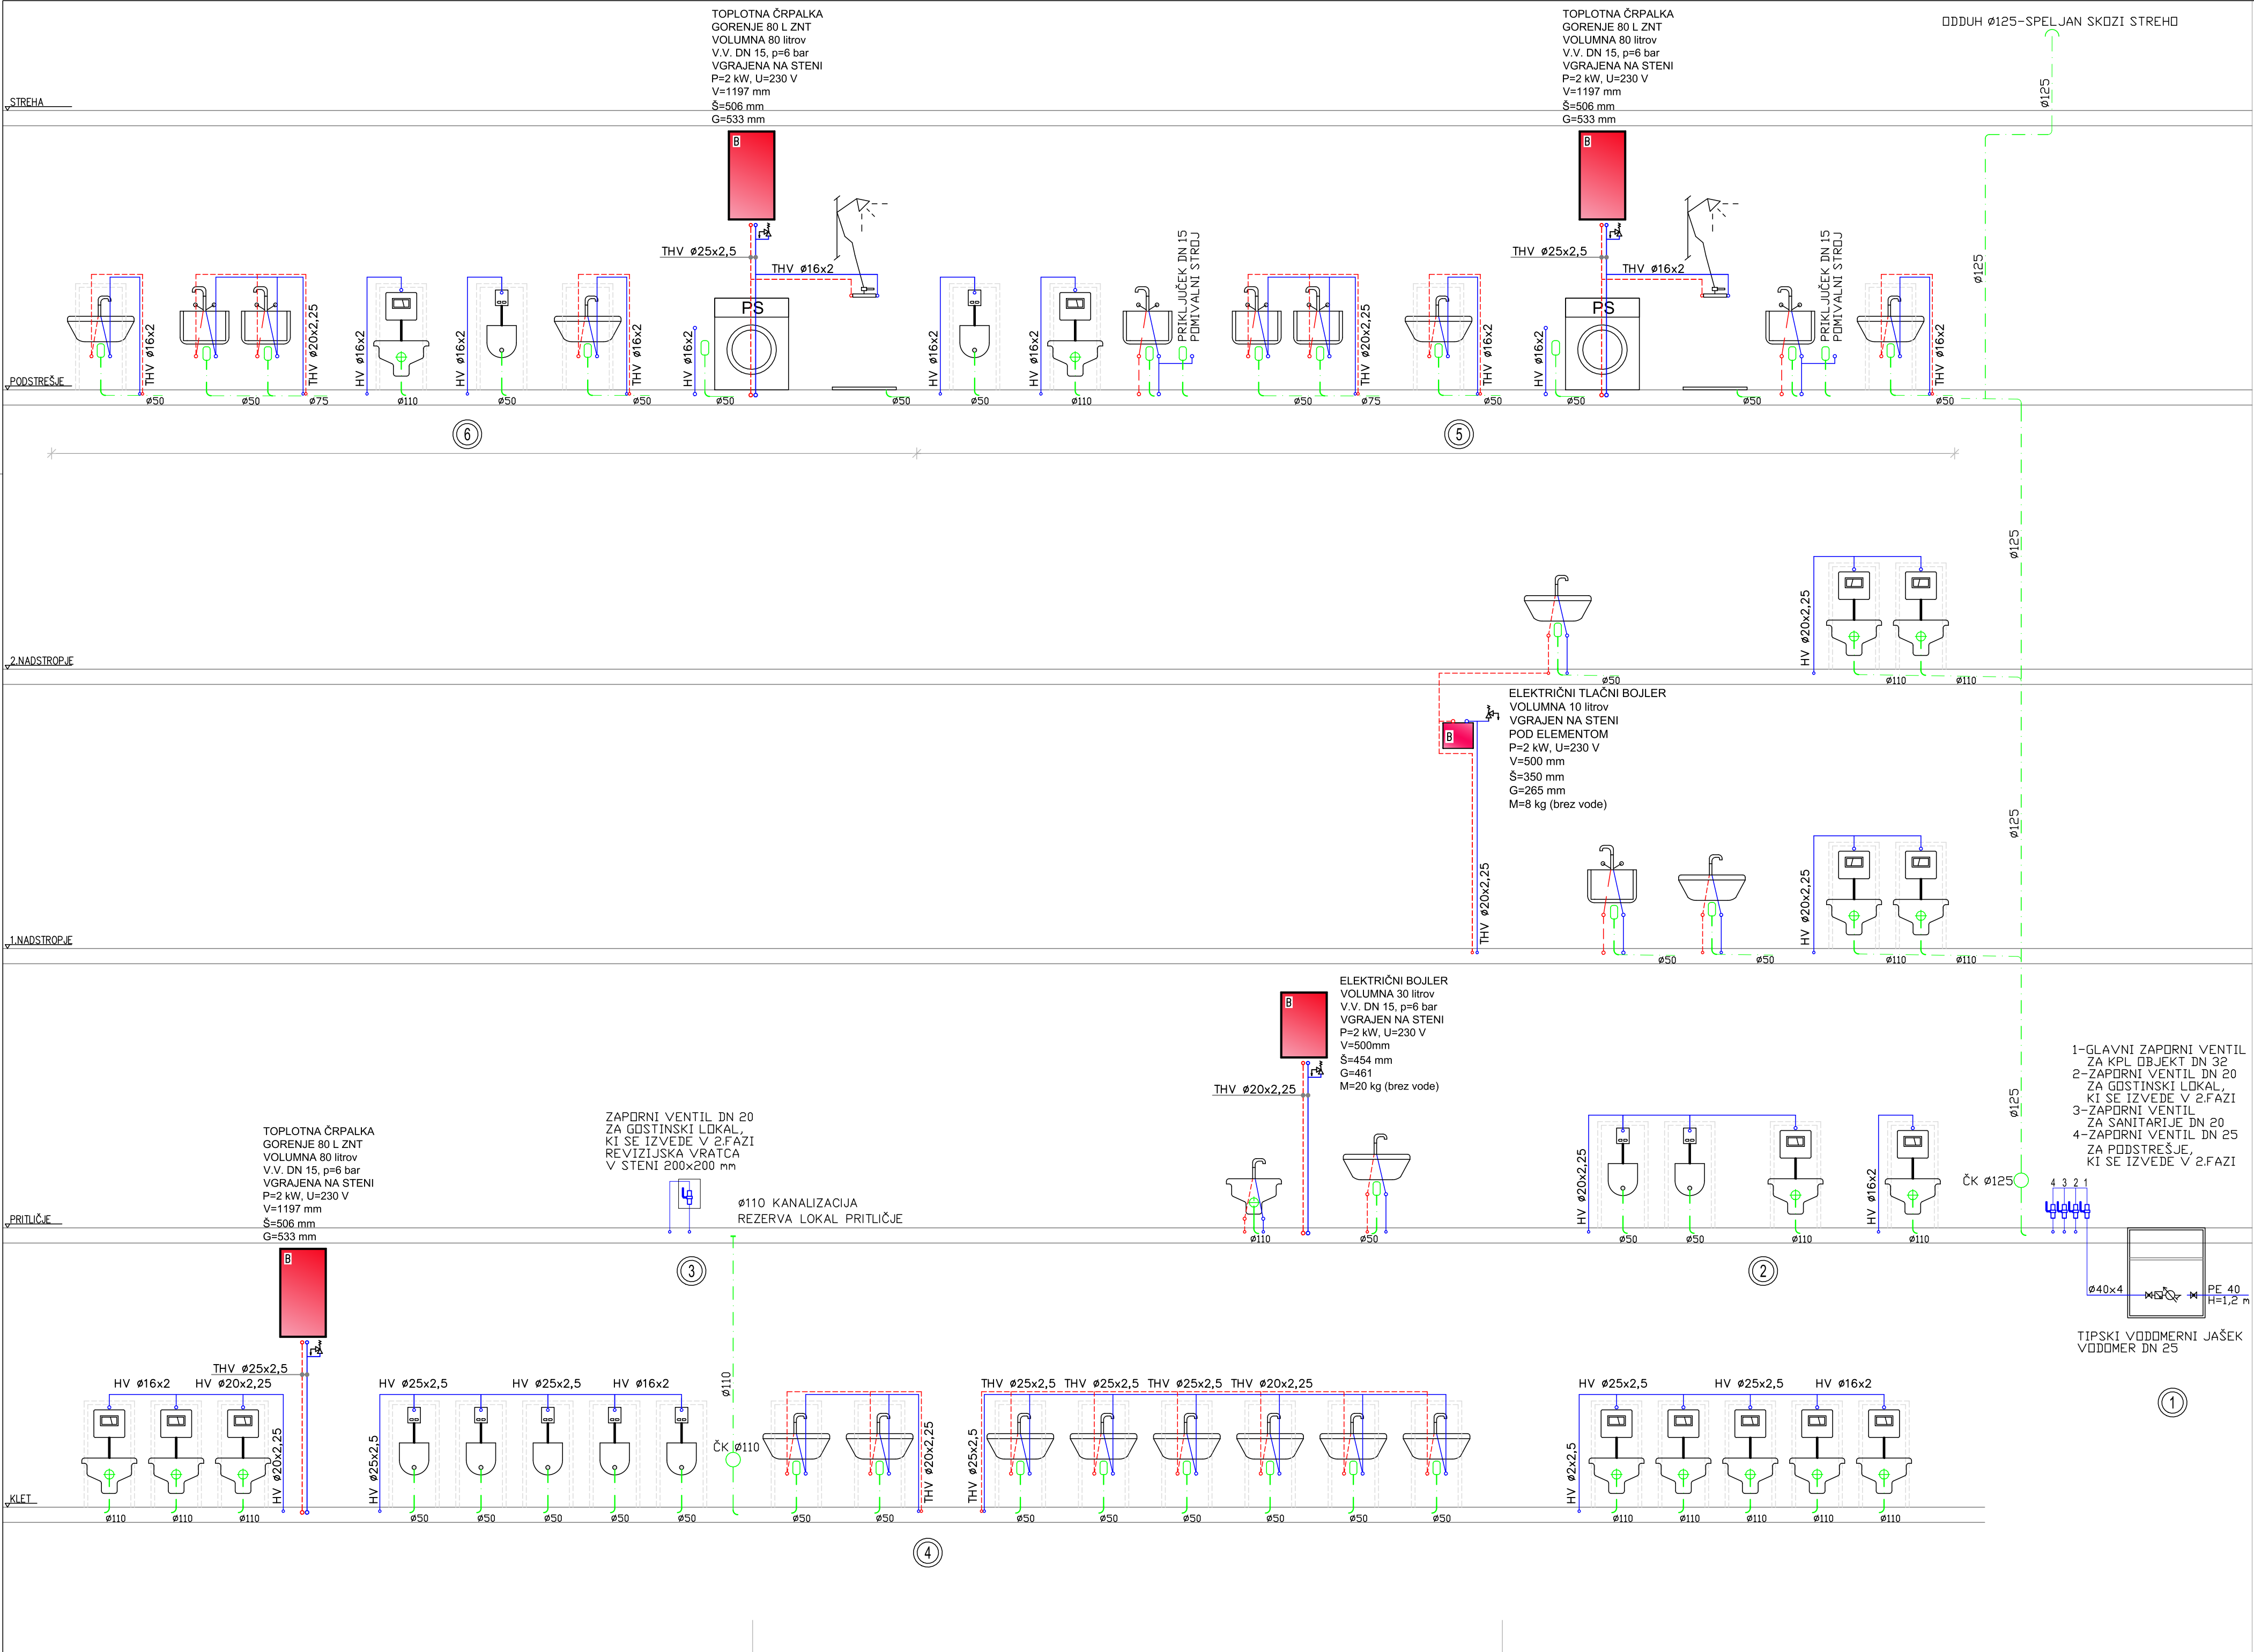 TOPLOTNA ČRPALKA
GORENJE 80 L ZNT
VOLUMNA 80 litrov
V.V. DN 15, p=6 bar
VGRAJENA NA STENI
P=2 kW, U=230 V
V=1197 mm
Š=506 mm
G=533 mm
TOPLOTNA ČRPALKA
GORENJE 80 L ZNT
VOLUMNA 80 litrov
V.V. DN 15, p=6 bar
VGRAJENA NA STENI
P=2 kW, U=230 V
V=1197 mm
Š=506 mm
G=533 mm
ODDUH ø125-SPELJAN SKOZI STREHO
ø125
STREHA
B
B
THV ø25x2,5
THV ø16x2
THV ø25x2,5
THV ø16x2
ø125
THV ø16x2
THV ø20x2,25
HV ø16x2
HV ø16x2
THV ø16x2
HV ø16x2
PS
HV ø16x2
HV ø16x2
PRIKLJUČEK DN 15
POMIVALNI STROJ
THV ø20x2,25
THV ø16x2
HV ø16x2
PS
PRIKLJUČEK DN 15
POMIVALNI STROJ
THV ø16x2
PODSTREŠJE
ø50
ø50
ø75
ø110
ø50
ø50
ø50
ø50
ø50
ø110
ø50
ø75
ø50
ø50
ø50
ø50
6
5
ø125
HV ø20x2,25
2.NADSTROPJE
ø50
ø110
ø110
ELEKTRIČNI TLAČNI BOJLER
VOLUMNA 10 litrov
VGRAJEN NA STENI
POD ELEMENTOM
P=2 kW, U=230 V
V=500 mm
Š=350 mm
G=265 mm
M=8 kg (brez vode)
B
ø125
THV ø20x2,25
HV ø20x2,25
1.NADSTROPJE
ø50
ø50
ø110
ø110
ELEKTRIČNI BOJLER
VOLUMNA 30 litrov
V.V. DN 15, p=6 bar
VGRAJEN NA STENI
P=2 kW, U=230 V
V=500mm
Š=454 mm
G=461
M=20 kg (brez vode)
B
THV ø20x2,25
ø125
1-GLAVNI ZAPORNI VENTIL
ZA KPL OBJEKT DN 32
2-ZAPORNI VENTIL DN 20
ZA GOSTINSKI LOKAL,
KI SE IZVEDE V 2.FAZI
3-ZAPORNI VENTIL
ZA SANITARIJE DN 20
4-ZAPORNI VENTIL DN 25
ZA PODSTREŠJE,
KI SE IZVEDE V 2.FAZI
ZAPORNI VENTIL DN 20
ZA GOSTINSKI LOKAL,
KI SE IZVEDE V 2.FAZI
REVIZIJSKA VRATCA
V STENI 200x200 mm
TOPLOTNA ČRPALKA
GORENJE 80 L ZNT
VOLUMNA 80 litrov
V.V. DN 15, p=6 bar
VGRAJENA NA STENI
P=2 kW, U=230 V
V=1197 mm
Š=506 mm
G=533 mm
ø110 KANALIZACIJA
REZERVA LOKAL PRITLIČJE
HV ø20x2,25
HV ø16x2
ČK ø125
4 3 2 1
PRITLIČJE
ø110
ø50
ø50
ø50
ø110
ø110
B
3
2
ø40x4
PE 40
H=1,2 m
TIPSKI VODOMERNI JAŠEK
VODOMER DN 25
1
THV ø25x2,5
HV ø16x2
HV ø20x2,25
HV ø25x2,5
HV ø25x2,5
HV ø16x2
ø110
THV ø25x2,5
THV ø25x2,5
THV ø25x2,5
THV ø20x2,25
HV ø25x2,5
HV ø25x2,5
HV ø16x2
HV ø20x2,25
HV ø25x2,5
ČK ø110
THV ø20x2,25
THV ø25x2,5
HV ø2x2,5
KLET
ø110
ø110
ø110
ø50
ø50
ø50
ø50
ø50
ø50
ø50
ø50
ø50
ø50
ø50
ø50
ø50
ø110
ø110
ø110
ø110
ø110
4